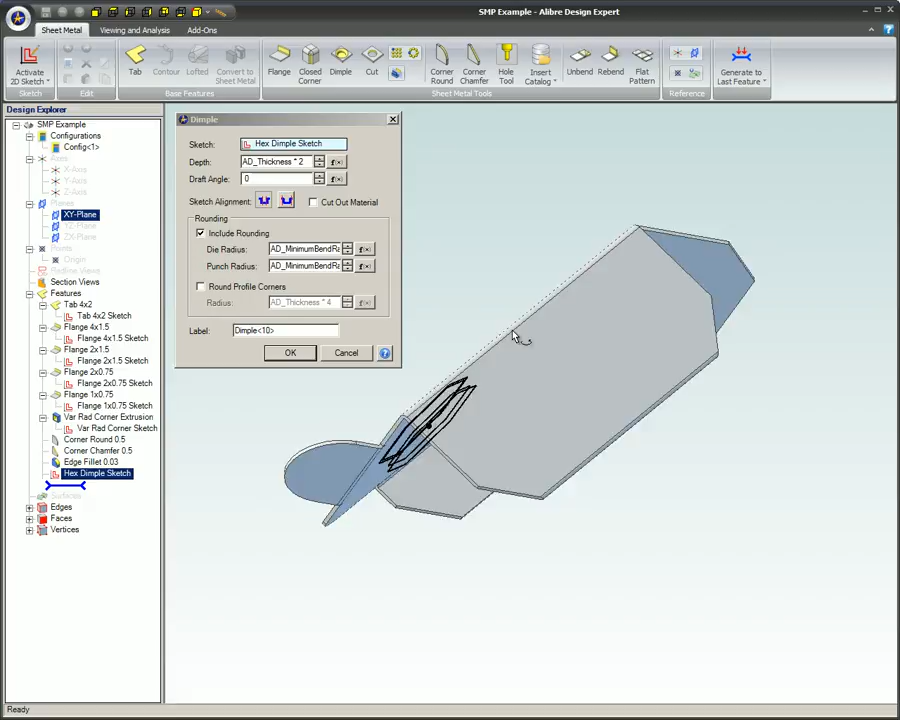 SMP Example - Alibre Design Expert
Sheet Metal Viewing and Analysis Add-Ons
Activate 2D Sketch
Sketch
Edit
Tab Contour Lofted Convert to Sheet Metal
Base Features
Flange Closed Corner Dimple Cut Corner Round Corner Chamfer Hole Tool Insert Catalog Unbend Rebend Flat Pattern
Sheet Metal Tools
Reference
Generate to Last Feature
Design Explorer
SMP Example
Configurations
Config<1>
Axes
X-Axis
Y-Axis
Z-Axis
Planes
XY-Plane
YZ-Plane
ZX-Plane
Points
Origin
Redline Views
Section Views
Features
Tab 4x2
Tab 4x2 Sketch
Flange 4x1.5
Flange 4x1.5 Sketch
Flange 2x1.5
Flange 2x1.5 Sketch
Flange 2x0.75
Flange 2x0.75 Sketch
Flange 1x0.75
Flange 1x0.75 Sketch
Var Rad Corner Extrusion
Var Rad Corner Sketch
Corner Round 0.5
Corner Chamfer 0.5
Edge Fillet 0.03
Hex Dimple Sketch
Surfaces
Edges
Faces
Vertices
Dimple
Sketch: Hex Dimple Sketch
Depth: AD_Thickness * 2 f(x)
Draft Angle: 0 f(x)
Sketch Alignment: Cut Out Material
Rounding
Include Rounding
Die Radius: AD_MinimumBendRa f(x)
Punch Radius: AD_MinimumBendRa f(x)
Round Profile Corners
Radius: AD_Thickness * 4 f(x)
Label: Dimple<10>
OK Cancel ?
Ready